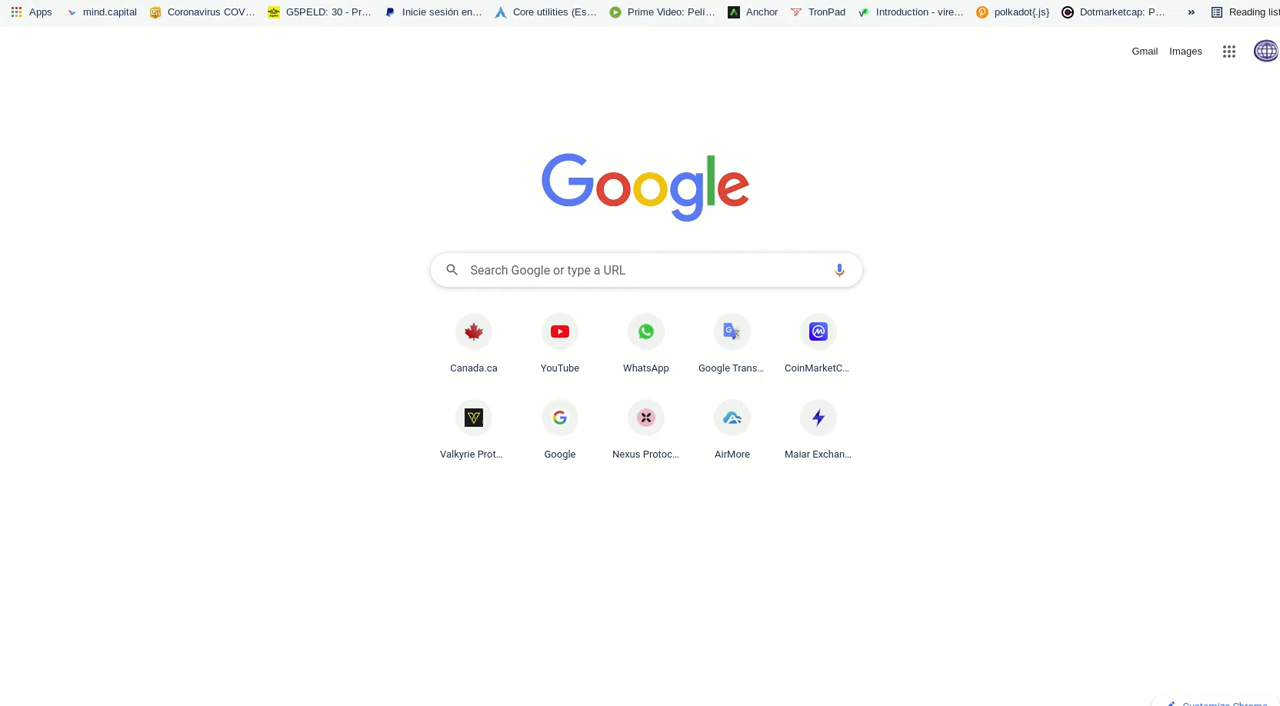 Apps mind.capital Coronavirus COV… G5PELD: 30 - Pr… Inicie sesión en… Core utilities (Es… Prime Video: Pelí… Anchor TronPad Introduction - vire… polkadot{.js} Dotmarketcap: P… » Reading list
Gmail Images
Google
Search Google or type a URL
Canada.ca YouTube WhatsApp Google Trans… CoinMarketC…
Valkyrie Prot… Google Nexus Protoc… AirMore Maiar Exchan…
Customize Chrome